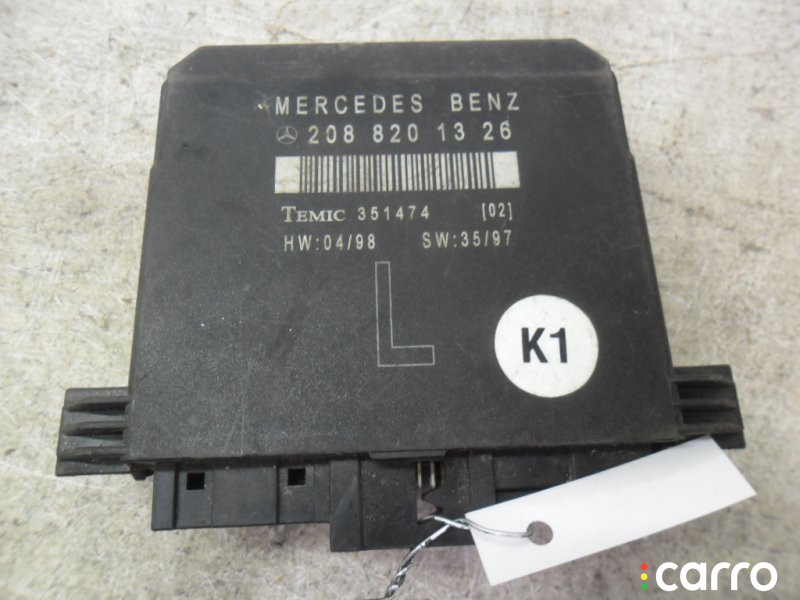 MERCEDES BENZ
208 820 13 26
TEMIC 351474 [02]
HW:04/98 SW:35/97
L
K1
carro